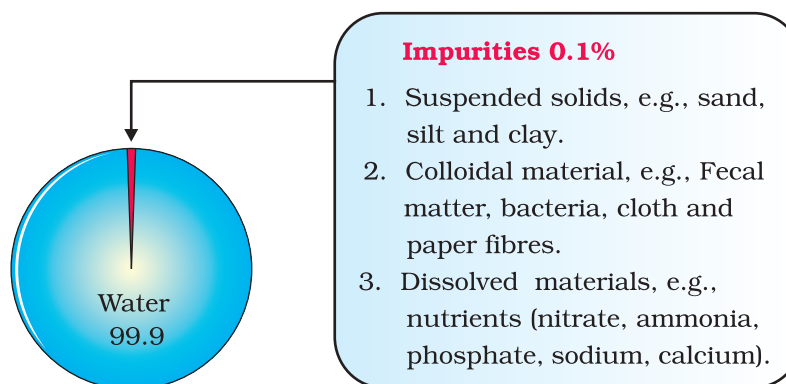 Impurities 0.1%
1. Suspended solids, e.g., sand,
silt and clay.
2. Colloidal material, e.g., Fecal
matter, bacteria, cloth and
paper fibres.
3. Dissolved materials, e.g.,
nutrients (nitrate, ammonia,
phosphate, sodium, calcium).
Water
99.9